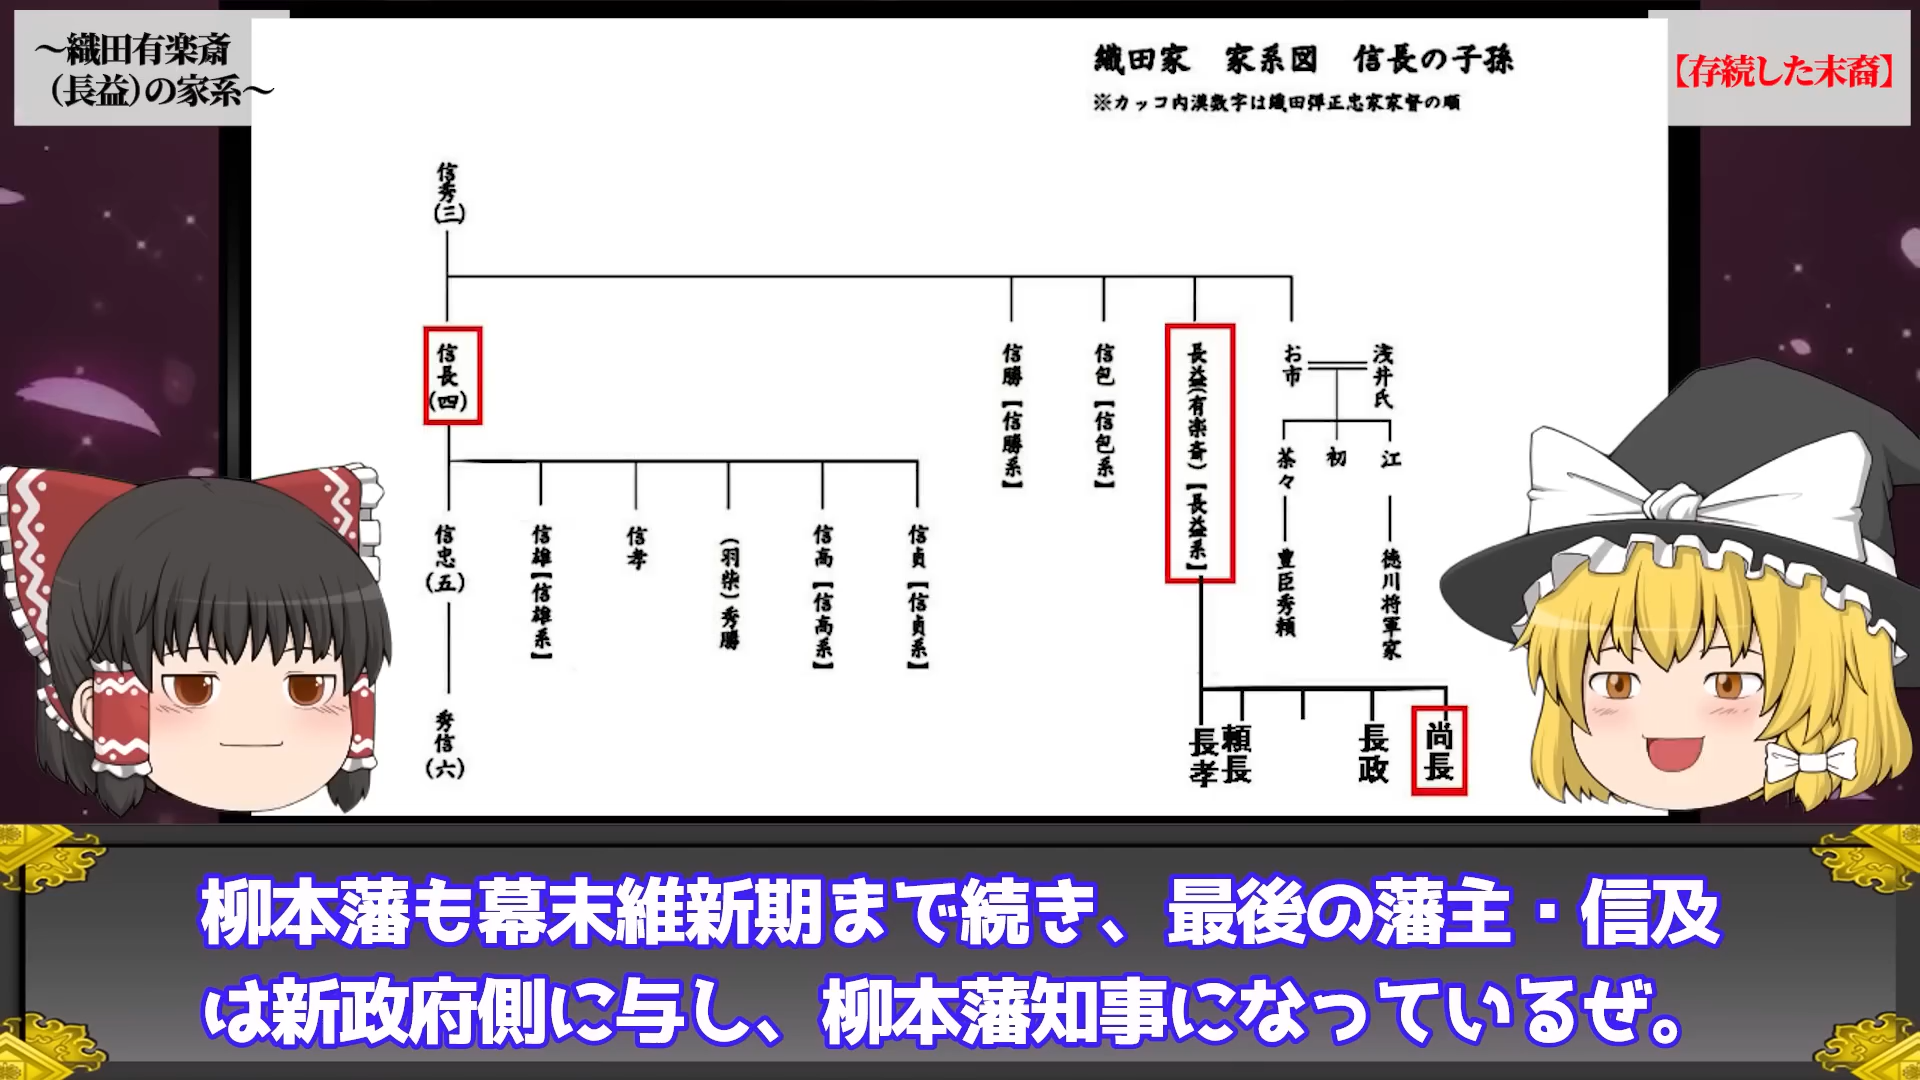 ～織田有楽斎
（長益）の家系～
織田家　家系図　信長の子孫
※カッコ内漢数字は織田弾正忠家家督の順
【存続した末裔】
信秀(三)
信長(四)
信勝【信勝系】
信包【信包系】
長益(有楽斎)【長益系】
お市
浅井氏
茶々
初
江
信忠(五)
信雄【信雄系】
信孝
(羽柴)秀勝
信高【信高系】
信貞【信貞系】
豊臣秀頼
徳川将軍家
秀信(六)
長孝
頼長
長政
尚長
柳本藩も幕末維新期まで続き、最後の藩主・信及
は新政府側に与し、柳本藩知事になっているぜ。